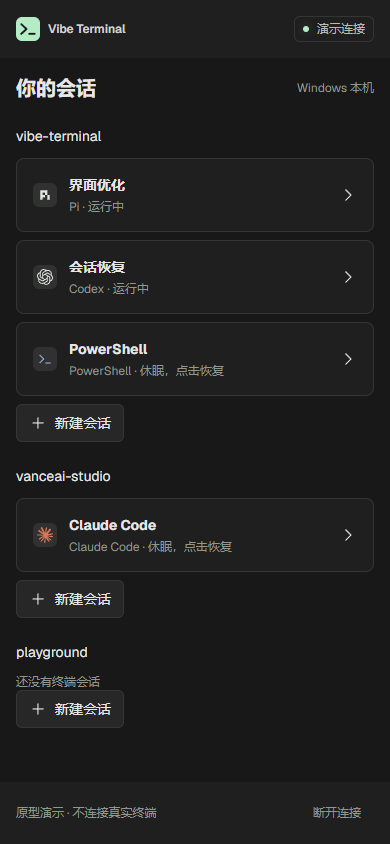 Vibe Terminal
演示连接
你的会话
Windows 本机
vibe-terminal
界面优化
Pi · 运行中
会话恢复
Codex · 运行中
PowerShell
PowerShell · 休眠，点击恢复
新建会话
vanceai-studio
Claude Code
Claude Code · 休眠，点击恢复
新建会话
playground
还没有终端会话
新建会话
原型演示 · 不连接真实终端
断开连接